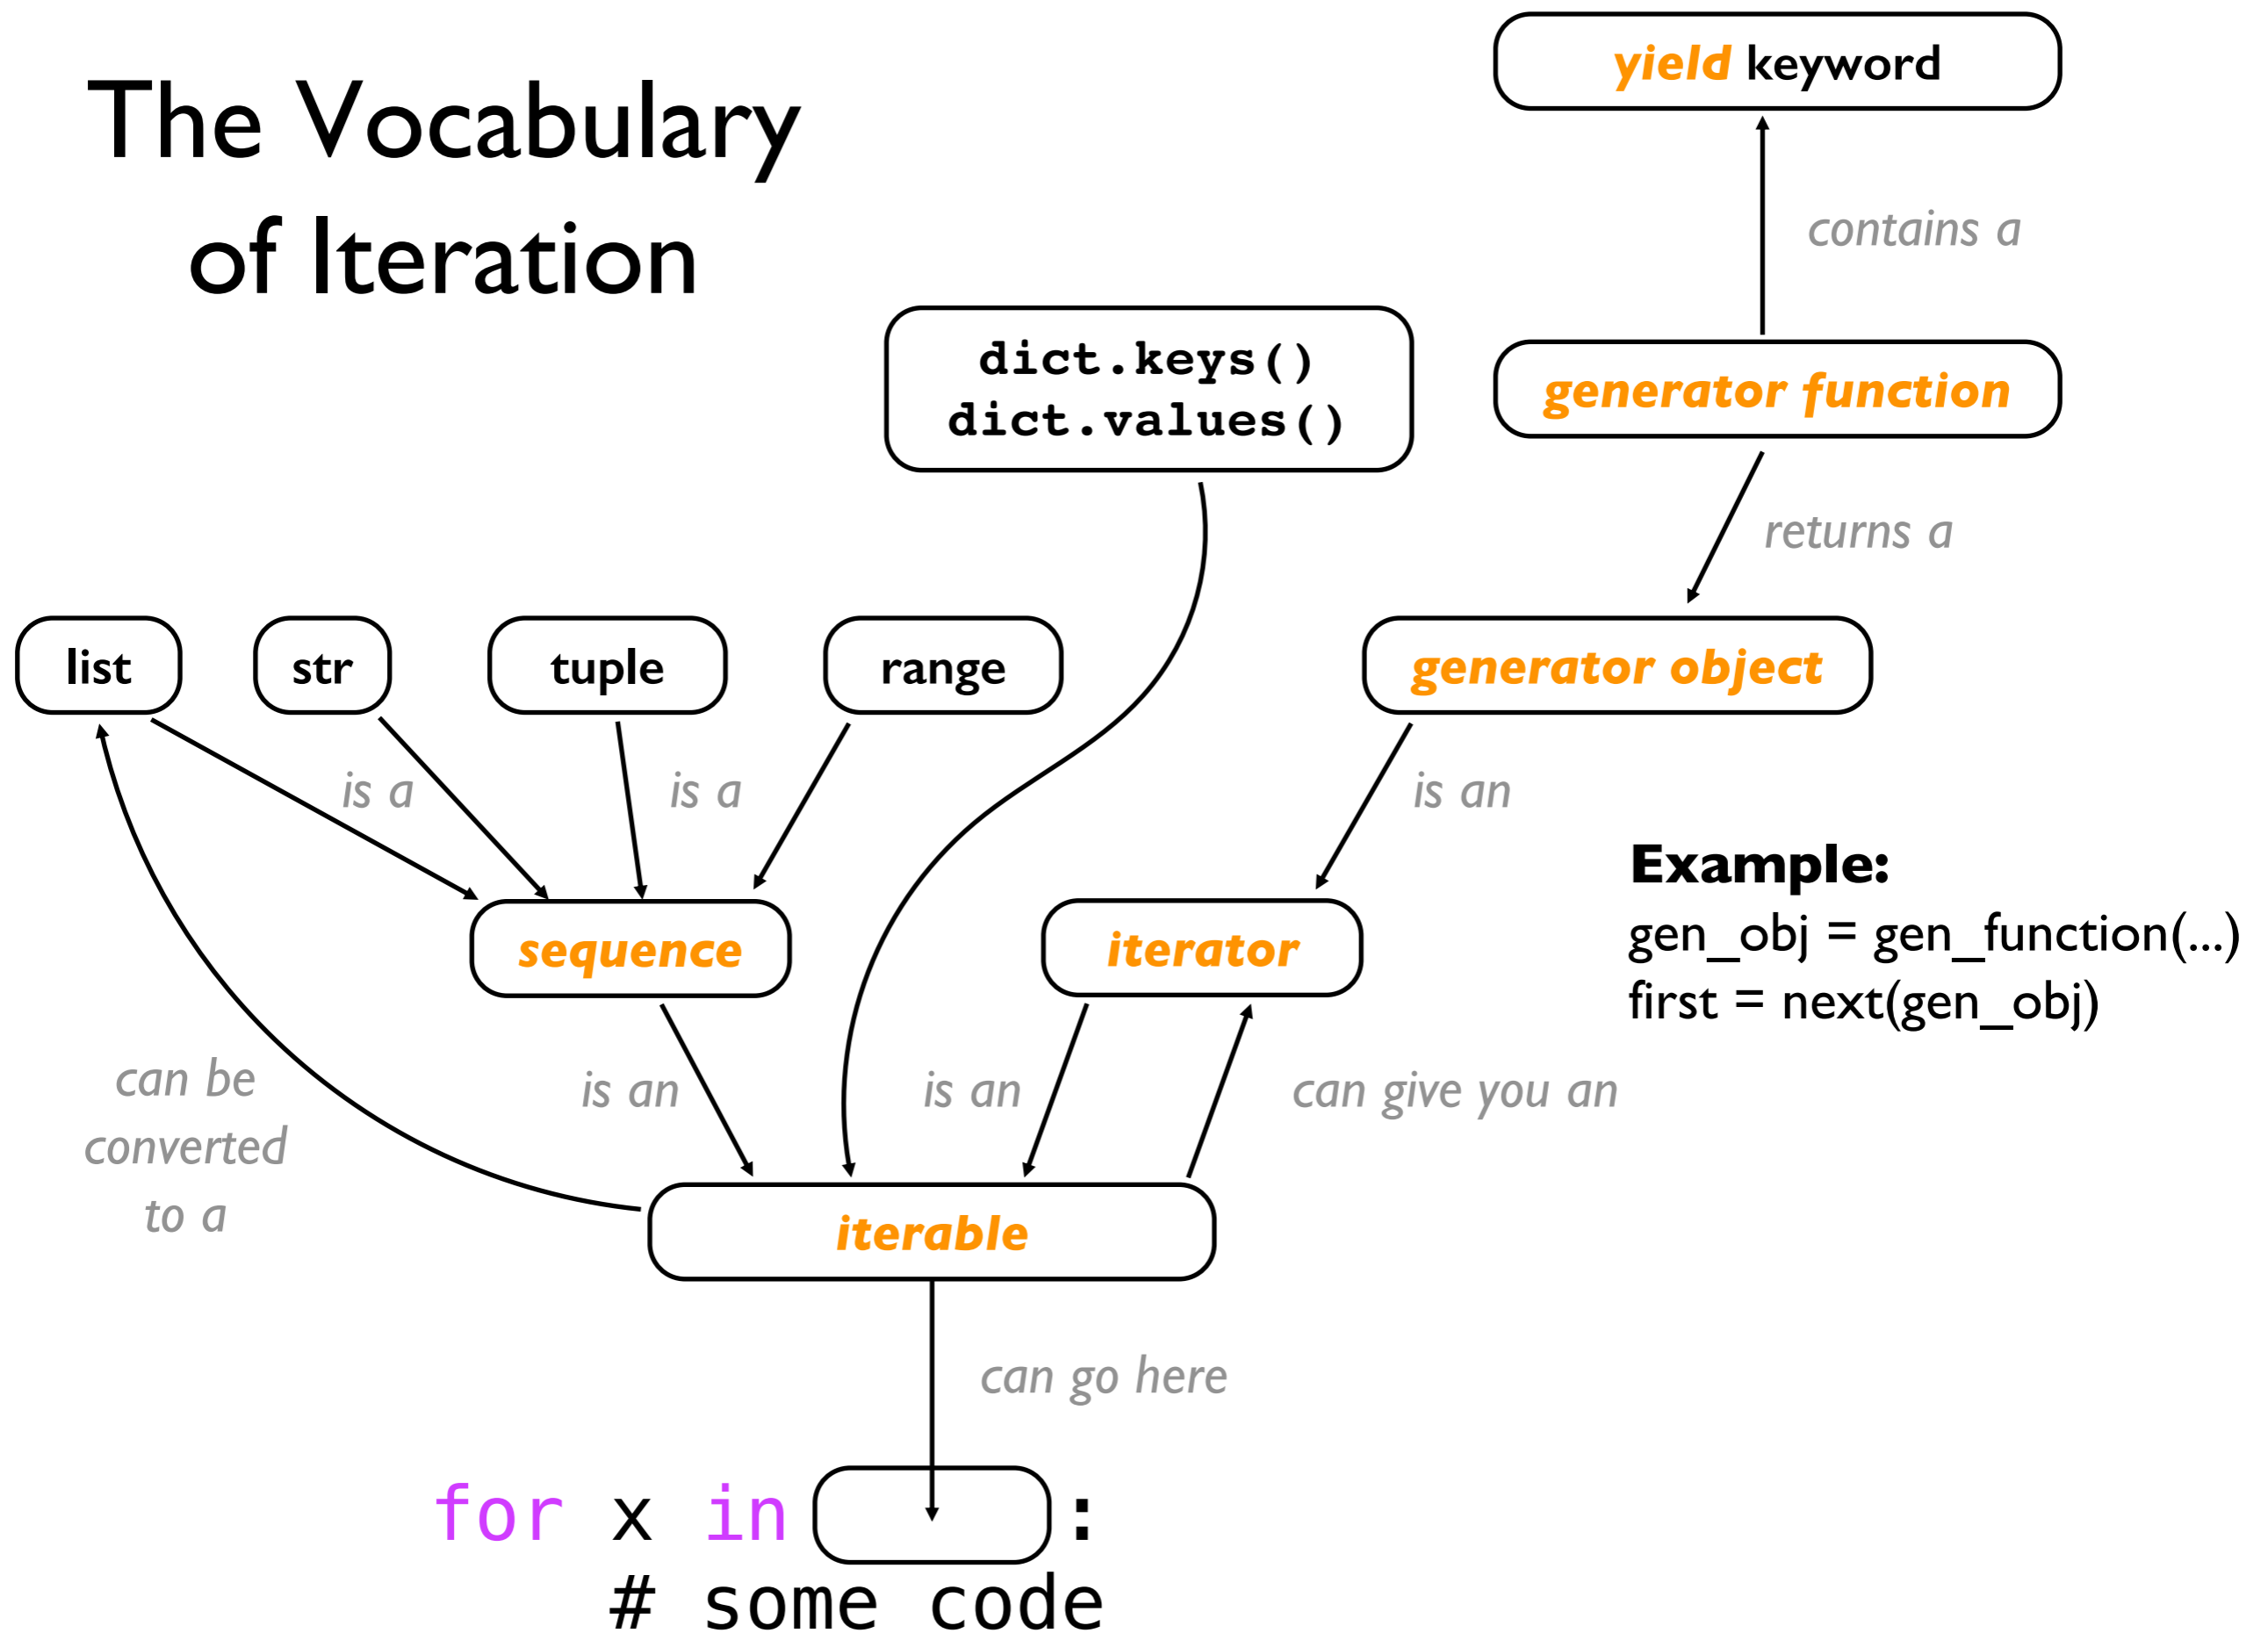 The Vocabulary
of Iteration
yield keyword
contains a
generator function
dict.keys()
dict.values()
returns a
list
str
tuple
range
generator object
is a
is a
is an
Example:
gen_obj = gen_function(...)
first = next(gen_obj)
sequence
iterator
can be
converted
to a
is an
is an
can give you an
iterable
can go here
for x in :
# some code